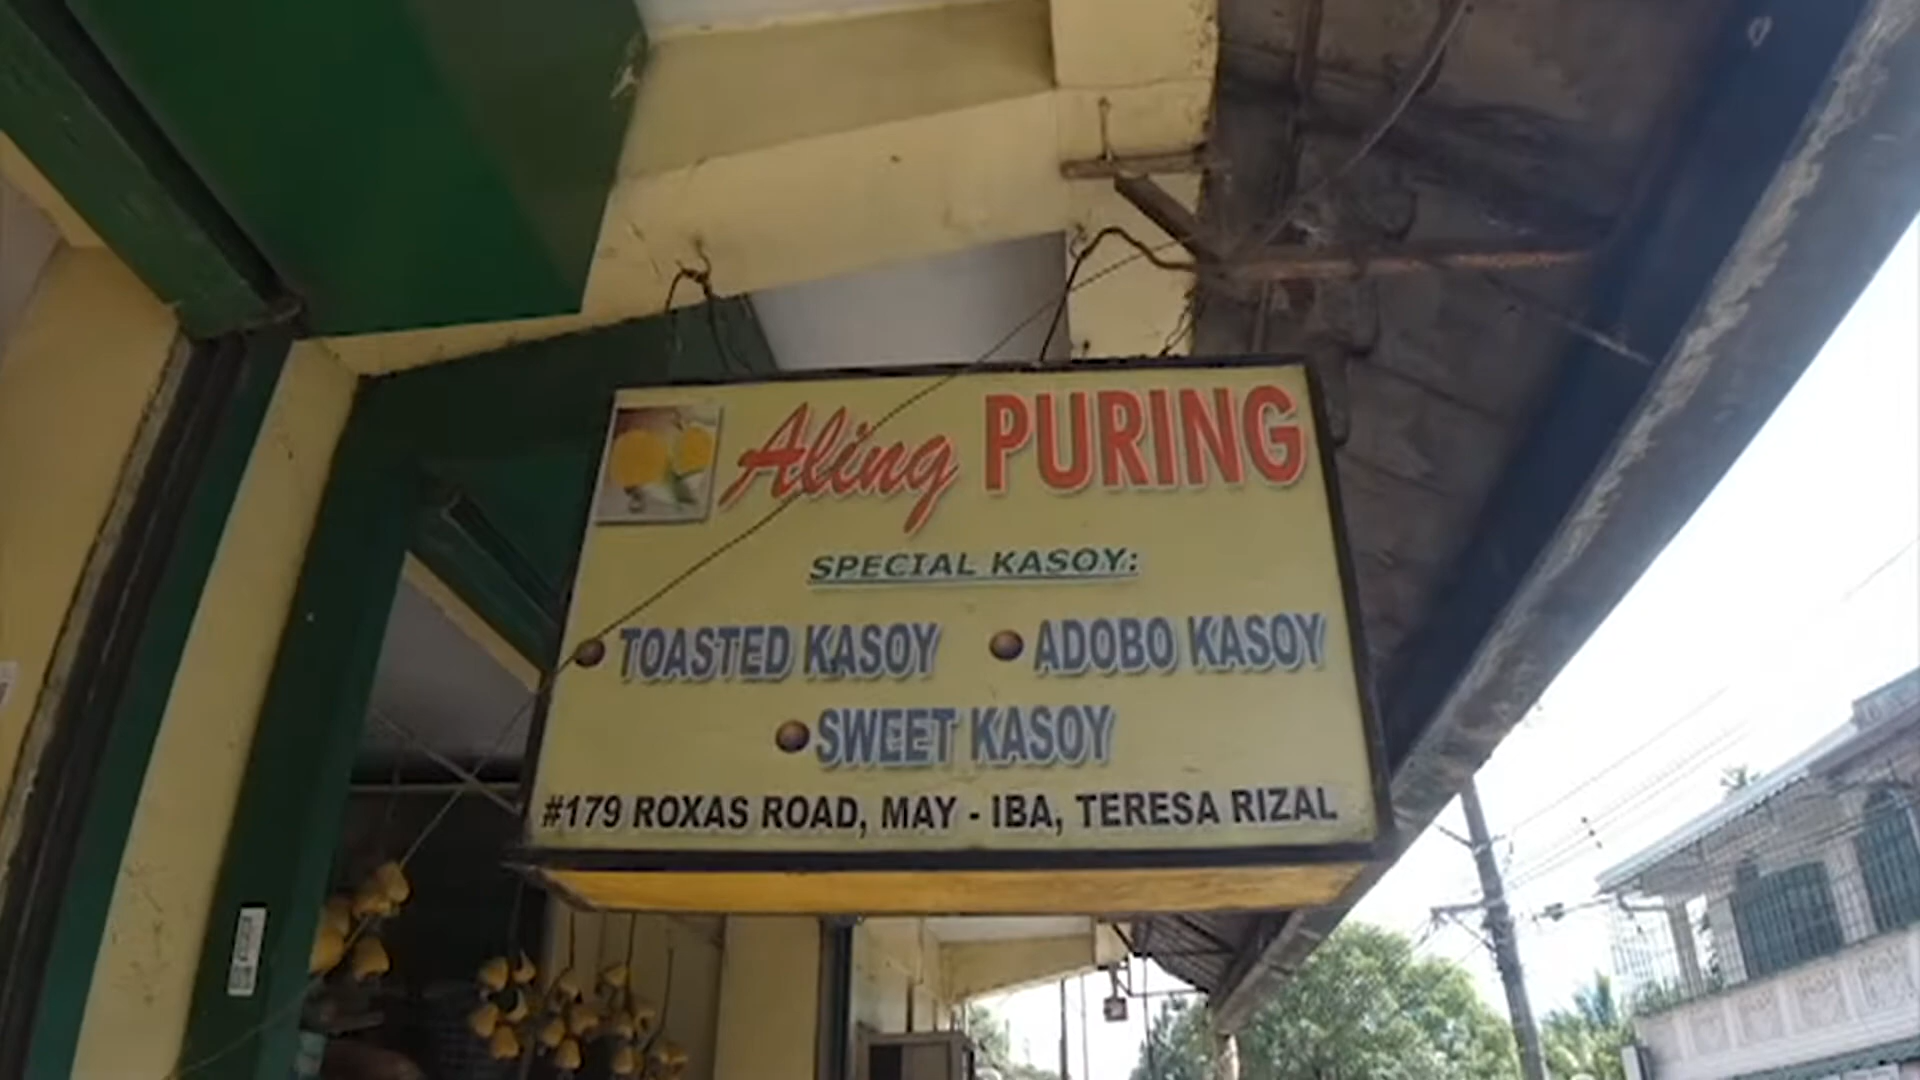 Aling PURING
SPECIAL KASOY:
TOASTED KASOY
ADOBO KASOY
SWEET KASOY
#179 ROXAS ROAD, MAY - IBA, TERESA RIZAL